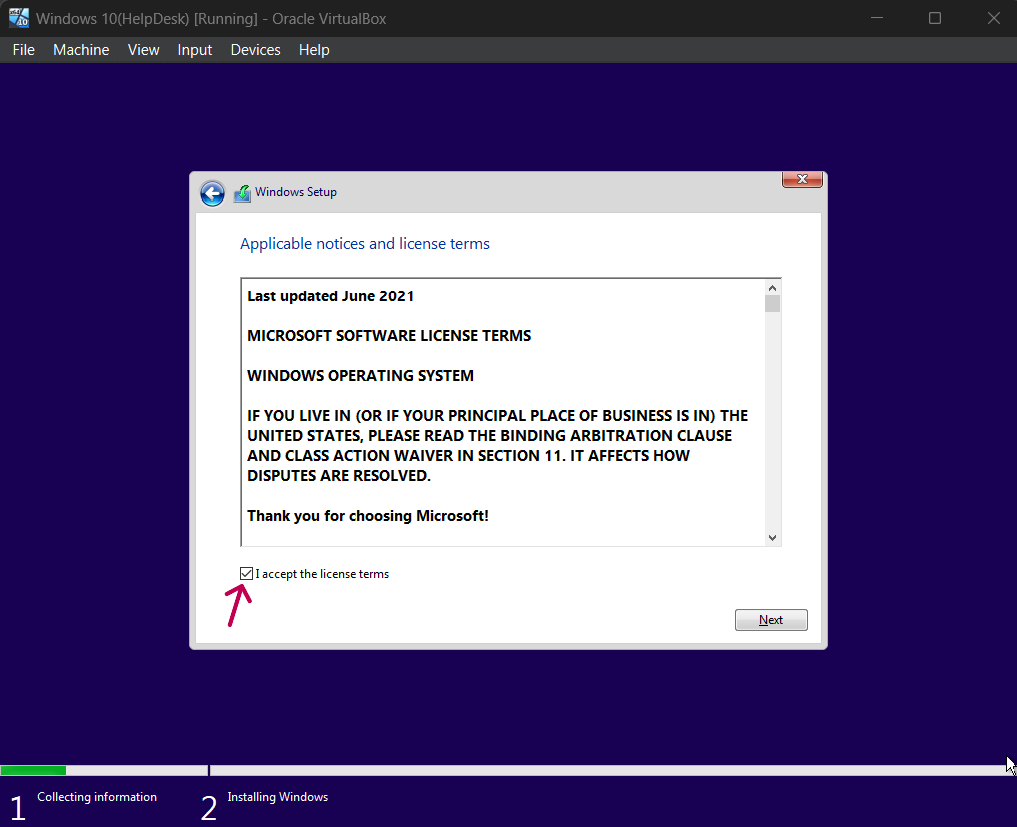 Windows 10(HelpDesk) [Running] - Oracle VirtualBox
File Machine View Input Devices Help
Windows Setup
Applicable notices and license terms
Last updated June 2021
MICROSOFT SOFTWARE LICENSE TERMS
WINDOWS OPERATING SYSTEM
IF YOU LIVE IN (OR IF YOUR PRINCIPAL PLACE OF BUSINESS IS IN) THE
UNITED STATES, PLEASE READ THE BINDING ARBITRATION CLAUSE
AND CLASS ACTION WAIVER IN SECTION 11. IT AFFECTS HOW
DISPUTES ARE RESOLVED.
Thank you for choosing Microsoft!
I accept the license terms
Next
1 Collecting information
2 Installing Windows